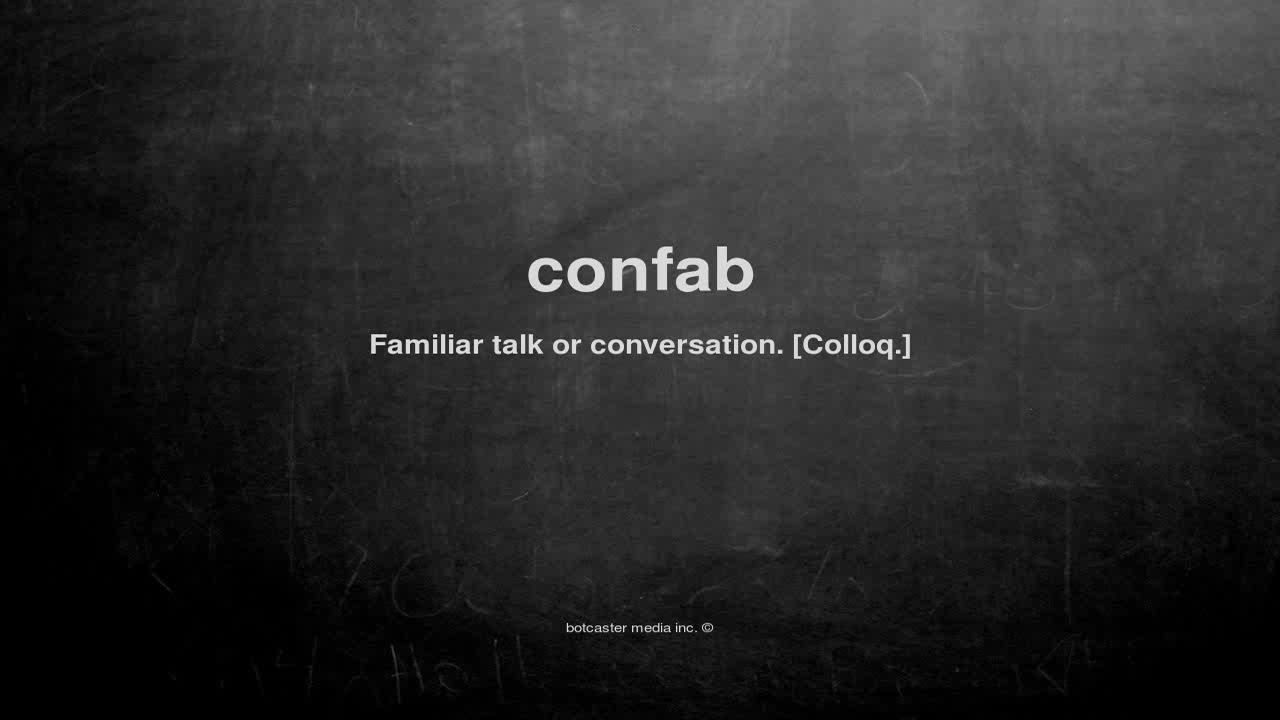 confab
Familiar talk or conversation. [Colloq.]
botcaster media inc. ©